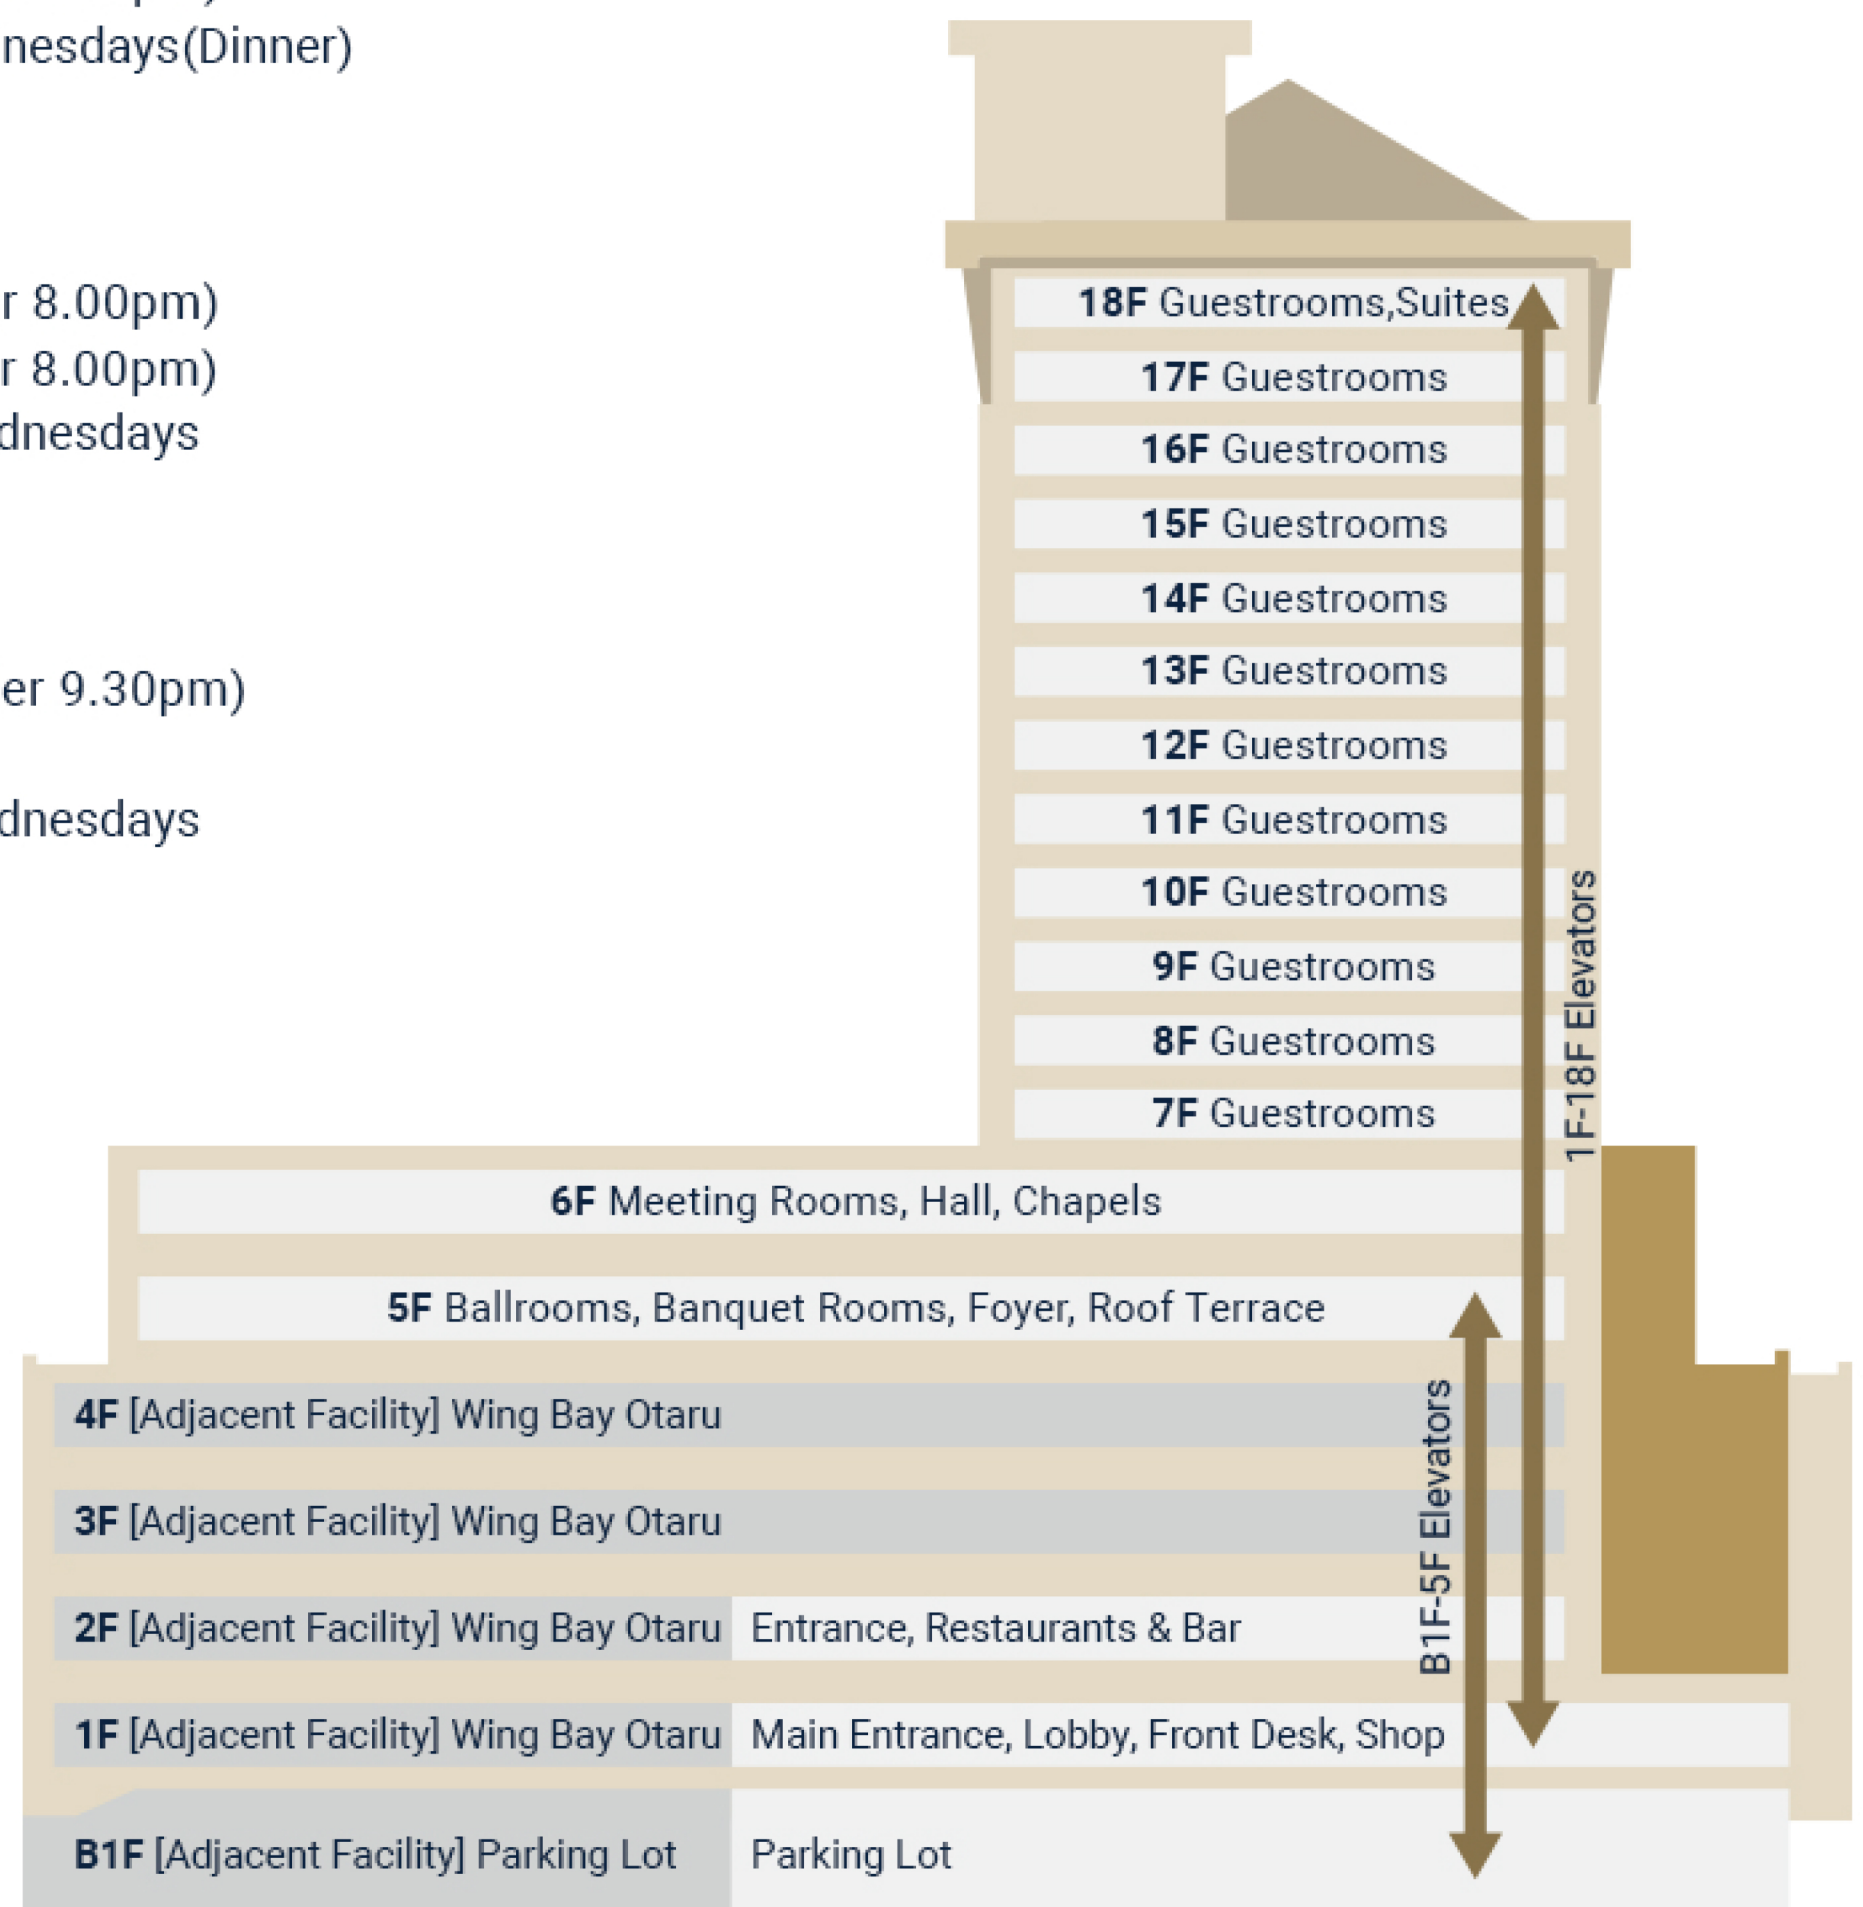 nesdays(Dinner)
r 8.00pm)
r 8.00pm)
dnesdays
er 9.30pm)
dnesdays
18F Guestrooms,Suites
17F Guestrooms
16F Guestrooms
15F Guestrooms
14F Guestrooms
13F Guestrooms
12F Guestrooms
11F Guestrooms
10F Guestrooms
9F Guestrooms
8F Guestrooms
7F Guestrooms
1F-18F Elevators
6F Meeting Rooms, Hall, Chapels
5F Ballrooms, Banquet Rooms, Foyer, Roof Terrace
B1F-5F Elevators
4F [Adjacent Facility] Wing Bay Otaru
3F [Adjacent Facility] Wing Bay Otaru
2F [Adjacent Facility] Wing Bay Otaru Entrance, Restaurants & Bar
1F [Adjacent Facility] Wing Bay Otaru Main Entrance, Lobby, Front Desk, Shop
B1F [Adjacent Facility] Parking Lot Parking Lot